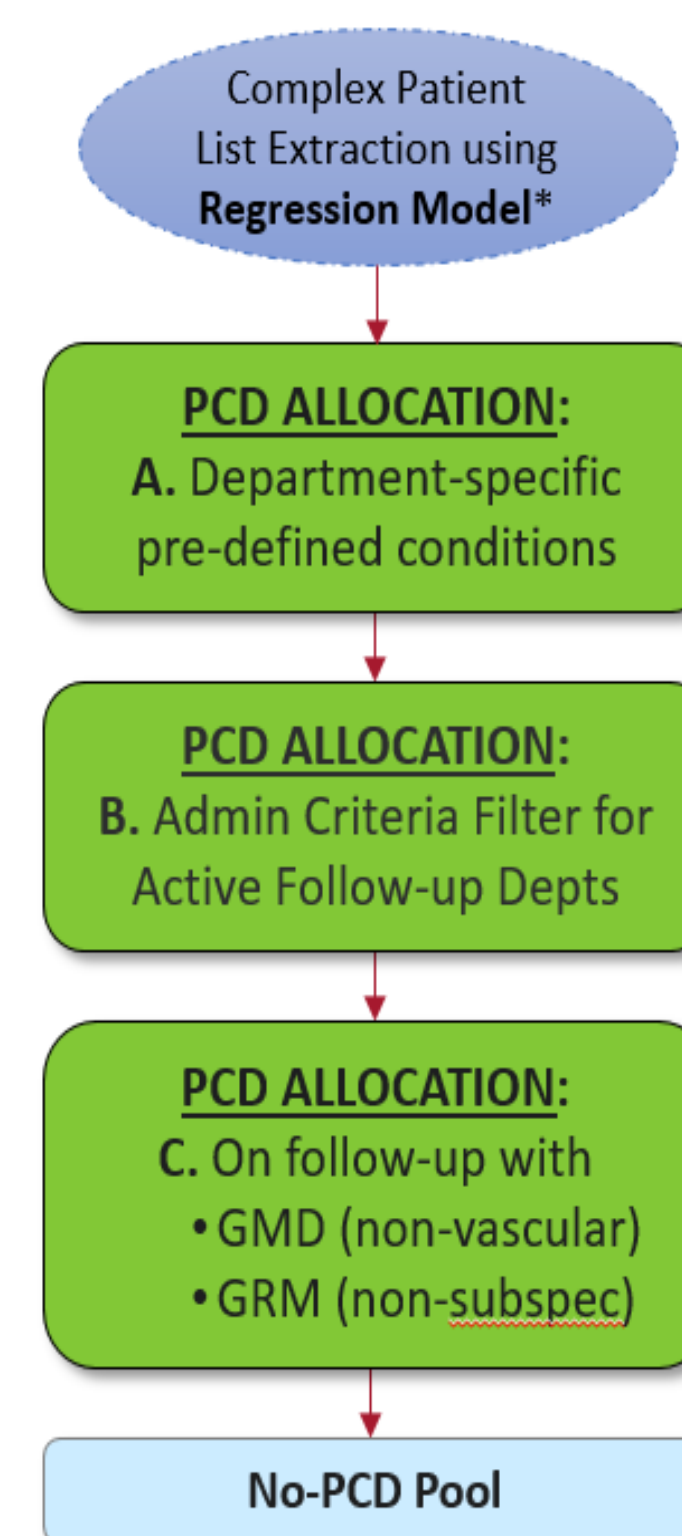 Complex Patient
List Extraction using
Regression Model*
PCD ALLOCATION:
A. Department-specific
pre-defined conditions
PCD ALLOCATION:
B. Admin Criteria Filter for
Active Follow-up Depts
PCD ALLOCATION:
C. On follow-up with
• GMD (non-vascular)
• GRM (non-subspec)
No-PCD Pool